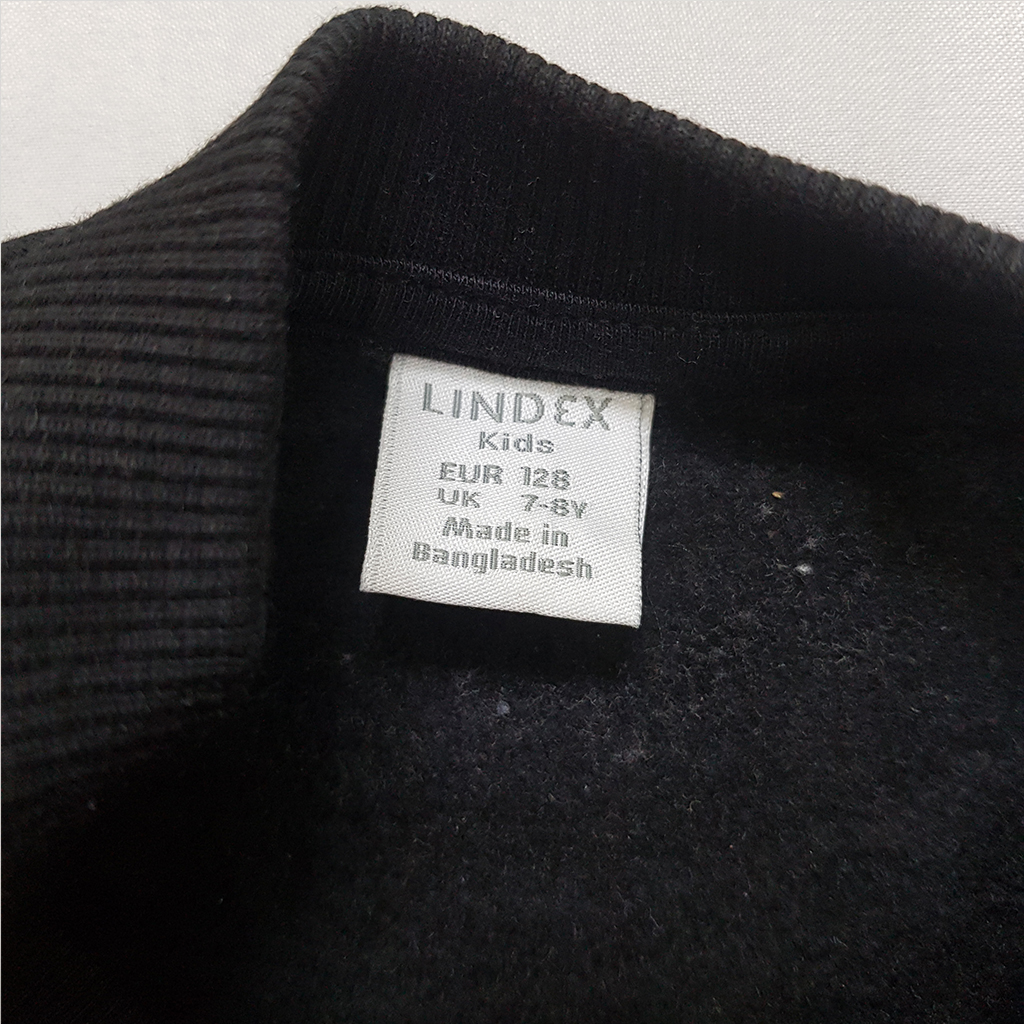 LINDEX
Kids
EUR 128
UK 7-8Y
Made in
Bangladesh